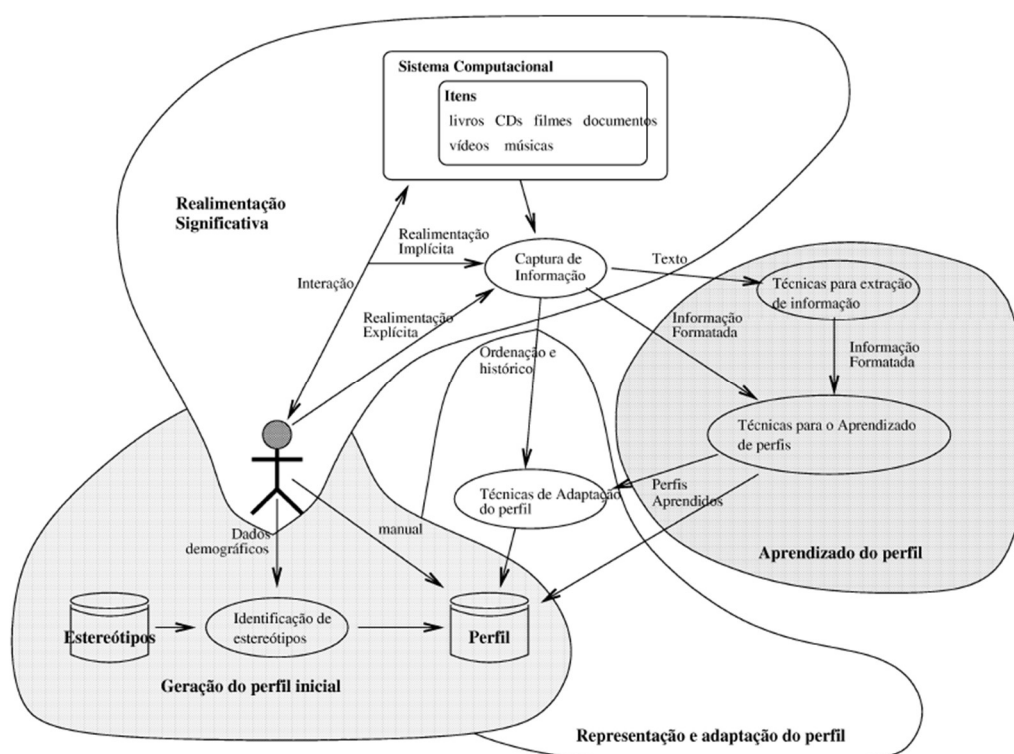 Sistema Computacional
Itens
livros CDs filmes documentos
vídeos músicas
Realimentação
Significativa
Realimentação
Implícita
Captura de
Informação
Texto
Técnicas para extração
de informação
Interação
Realimentação
Explícita
Informação
Formatada
Ordenação e
histórico
Informação
Formatada
Técnicas para o Aprendizado
de perfis
Técnicas de Adaptação
do perfil
Perfis
Aprendidos
manual
Dados
demográficos
Aprendizado do perfil
Estereótipos
Identificação de
estereótipos
Perfil
Geração do perfil inicial
Representação e adaptação do perfil